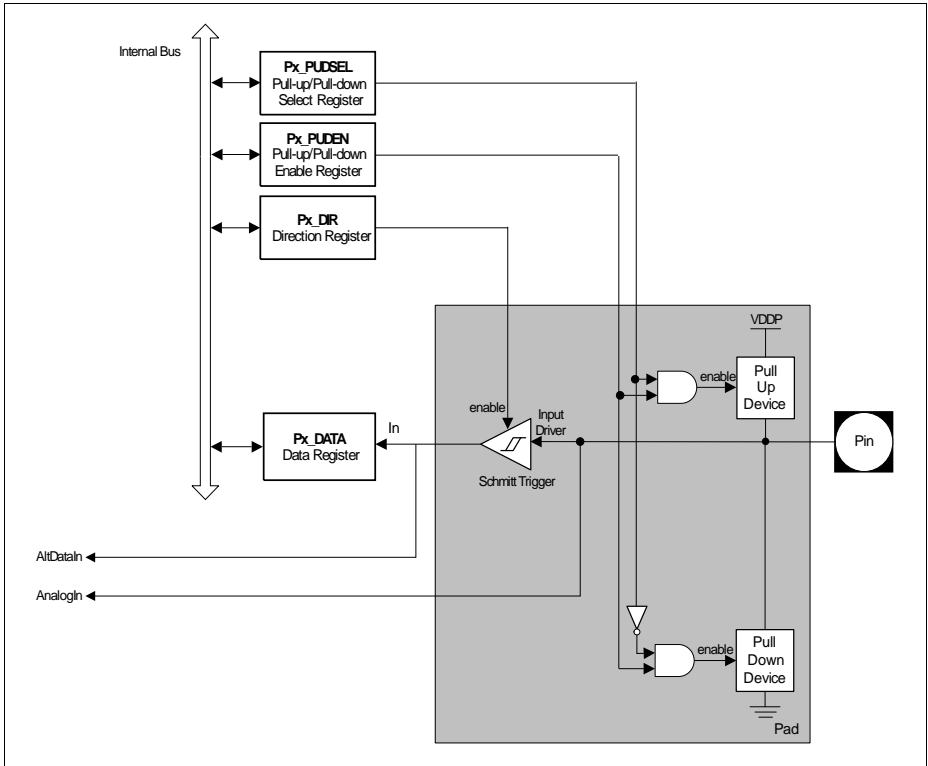 Internal Bus
Px_PUDSEL
Pull-up/Pull-down
Select Register
Px_PUDEN
Pull-up/Pull-down
Enable Register
Px_DIR
Direction Register
VDDP
enable
Pull
Up
Device
enable
In
Input
Driver
Px_DATA
Data Register
Schmitt Trigger
Pin
AltDataIn
AnalogIn
enable
Pull
Down
Device
Pad